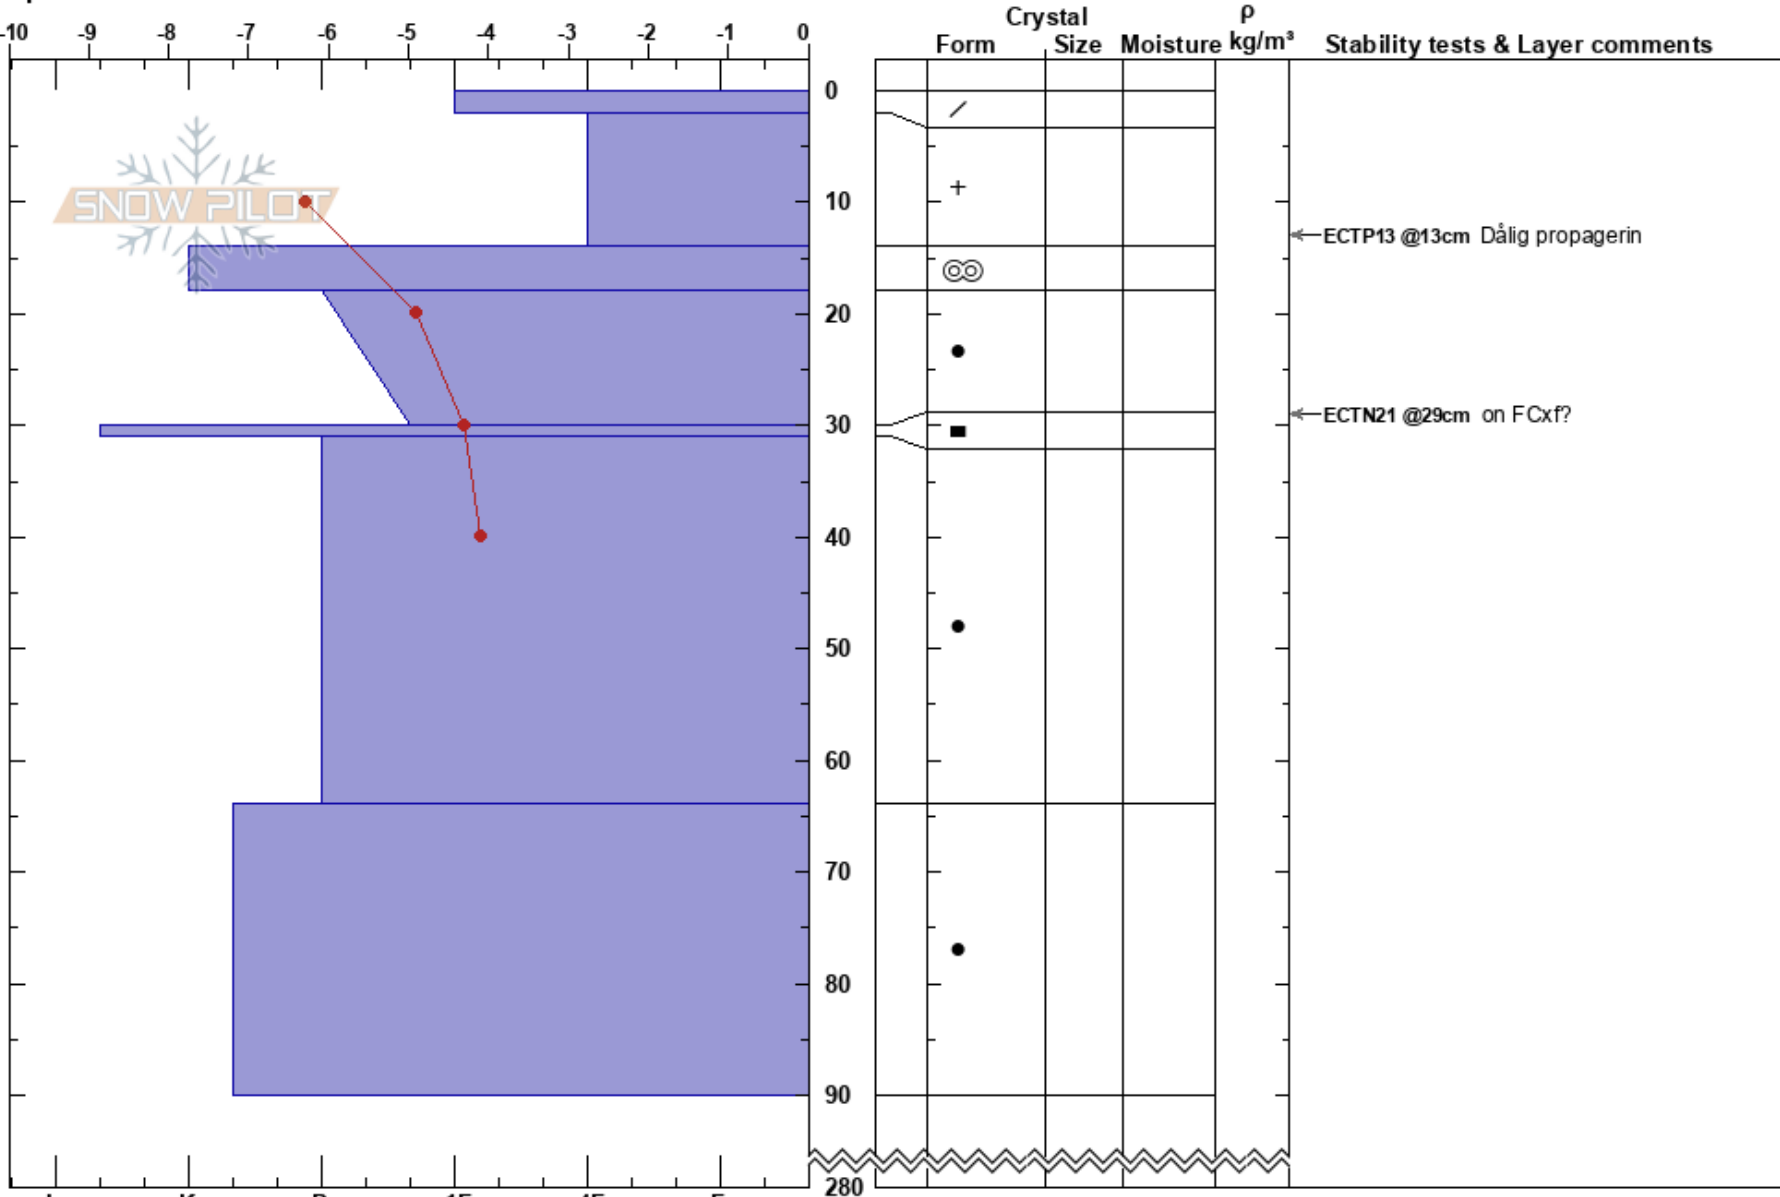 -10 -9 -8 -7 -6 -5 -4 -3 -2 -1 0
Crystal
Form Size Moisture
ρ
kg/m³
Stability tests & Layer comments
SNOW PILOT
0
10
20
30
40
50
60
70
80
90
280
ECTP13 @13cm Dålig propagerin
ECTN21 @29cm on FCxf?